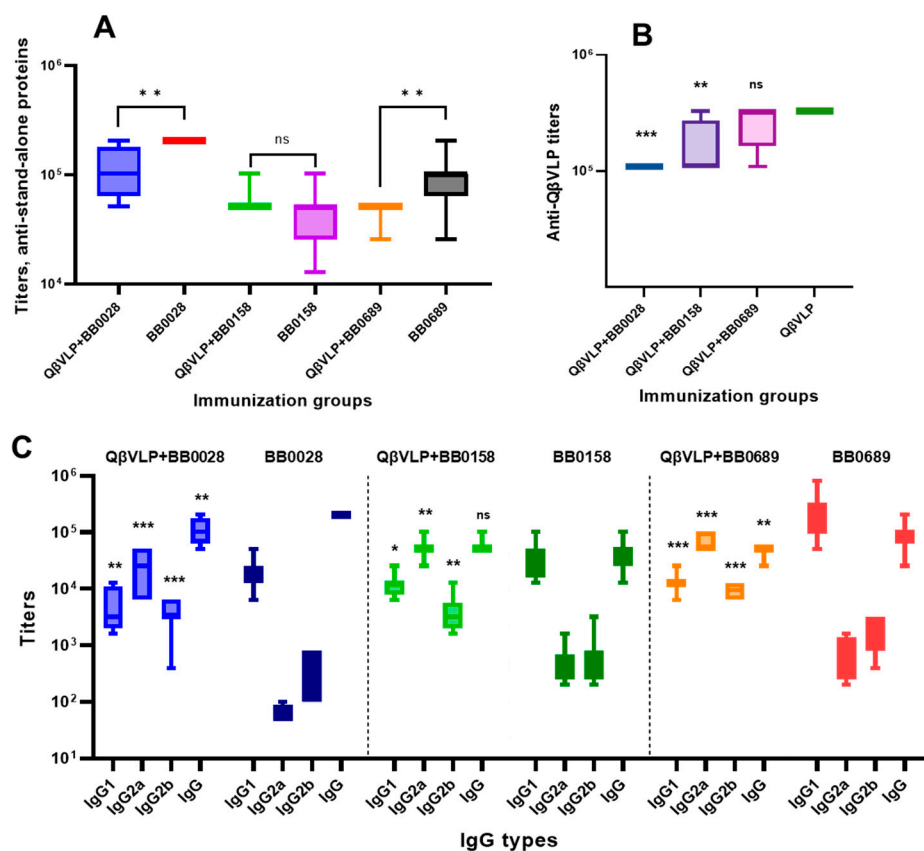 A
Titers, anti-stand-alone proteins
10⁶
10⁵
10⁴
* *
ns
* *
QβVLP+BB0028
BB0028
QβVLP+BB0158
BB0158
QβVLP+BB0689
BB0689
Immunization groups
B
Anti-QβVLP titers
10⁶
10⁵
***
**
ns
QβVLP+BB0028
QβVLP+BB0158
QβVLP+BB0689
QβVLP
Immunization groups
C
QβVLP+BB0028 BB0028 QβVLP+BB0158 BB0158 QβVLP+BB0689 BB0689
Titers
10⁶
10⁵
10⁴
10³
10²
10¹
** *** *** **
* ** ** ns
*** *** *** **
IgG1 IgG2a IgG2b IgG IgG1 IgG2a IgG2b IgG IgG1 IgG2a IgG2b IgG IgG1 IgG2a IgG2b IgG IgG1 IgG2a IgG2b IgG IgG1 IgG2a IgG2b IgG
IgG types